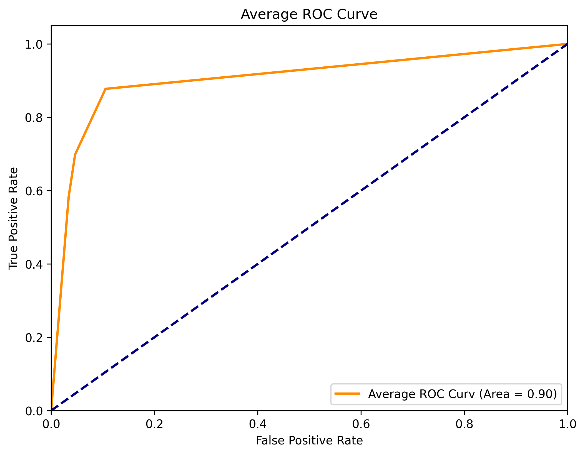 Average ROC Curve
True Positive Rate
1.0
0.8
0.6
0.4
0.2
0.0
0.0 0.2 0.4 0.6 0.8 1.0
False Positive Rate
Average ROC Curv (Area = 0.90)